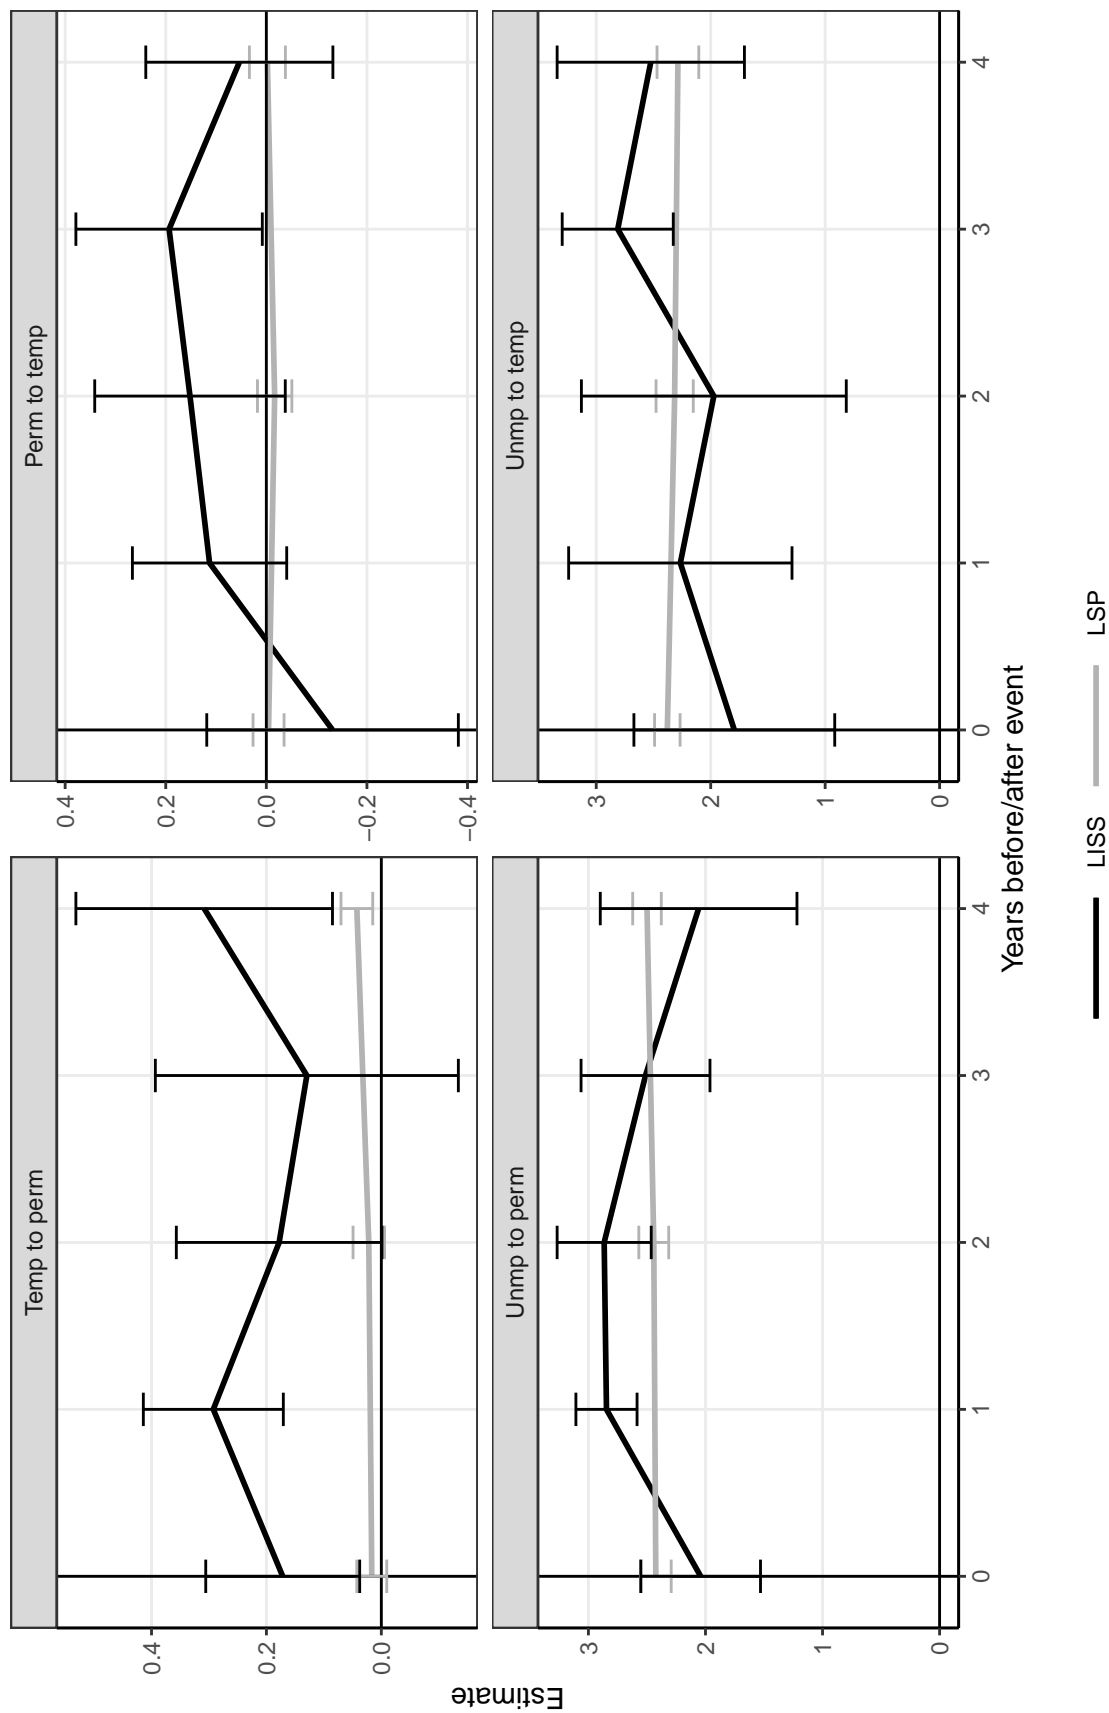 Temp to perm
Perm to temp
0.4
0.2
0.0
0.4
0.2
0.0
−0.2
−0.4
Estimate
Unmp to perm
Unmp to temp
3
2
1
0
3
2
1
0
0 1 2 3 4
0 1 2 3 4
Years before/after event
LISS LSP